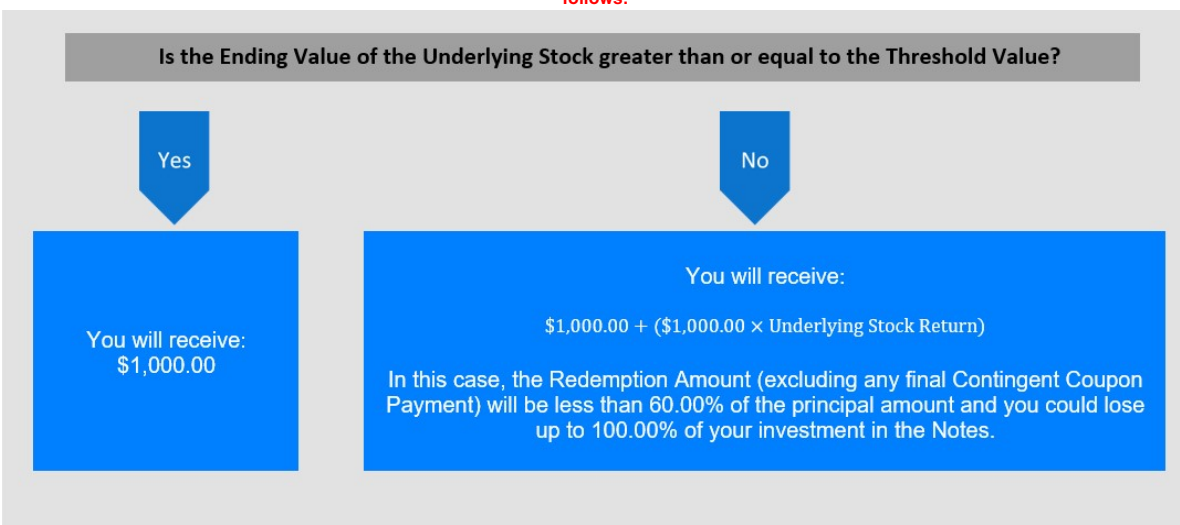 follows:
Is the Ending Value of the Underlying Stock greater than or equal to the Threshold Value?
Yes
No
You will receive:
$1,000.00
You will receive:
$1,000.00 + ($1,000.00 × Underlying Stock Return)
In this case, the Redemption Amount (excluding any final Contingent Coupon
Payment) will be less than 60.00% of the principal amount and you could lose
up to 100.00% of your investment in the Notes.